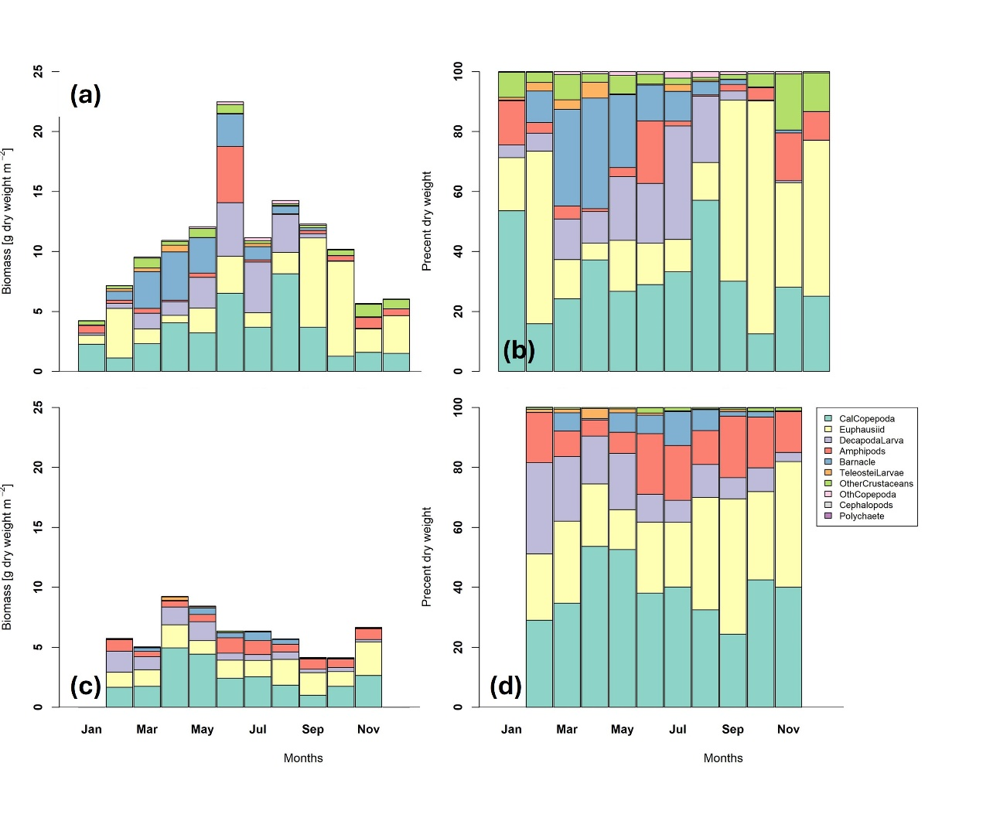 (a)
Biomass [g dry weight m⁻²]
25
20
15
10
5
0
(b)
Precent dry weight
100
80
60
40
20
0
(c)
Biomass [g dry weight m⁻²]
25
20
15
10
5
0
Jan Mar May Jul Sep Nov
Months
(d)
Precent dry weight
100
80
60
40
20
0
Jan Mar May Jul Sep Nov
Months
CalCopepoda
Euphausiid
DecapodaLarva
Amphipods
Barnacle
TeleosteiLarvae
OtherCrustaceans
OthCopepoda
Cephalopods
Polychaete